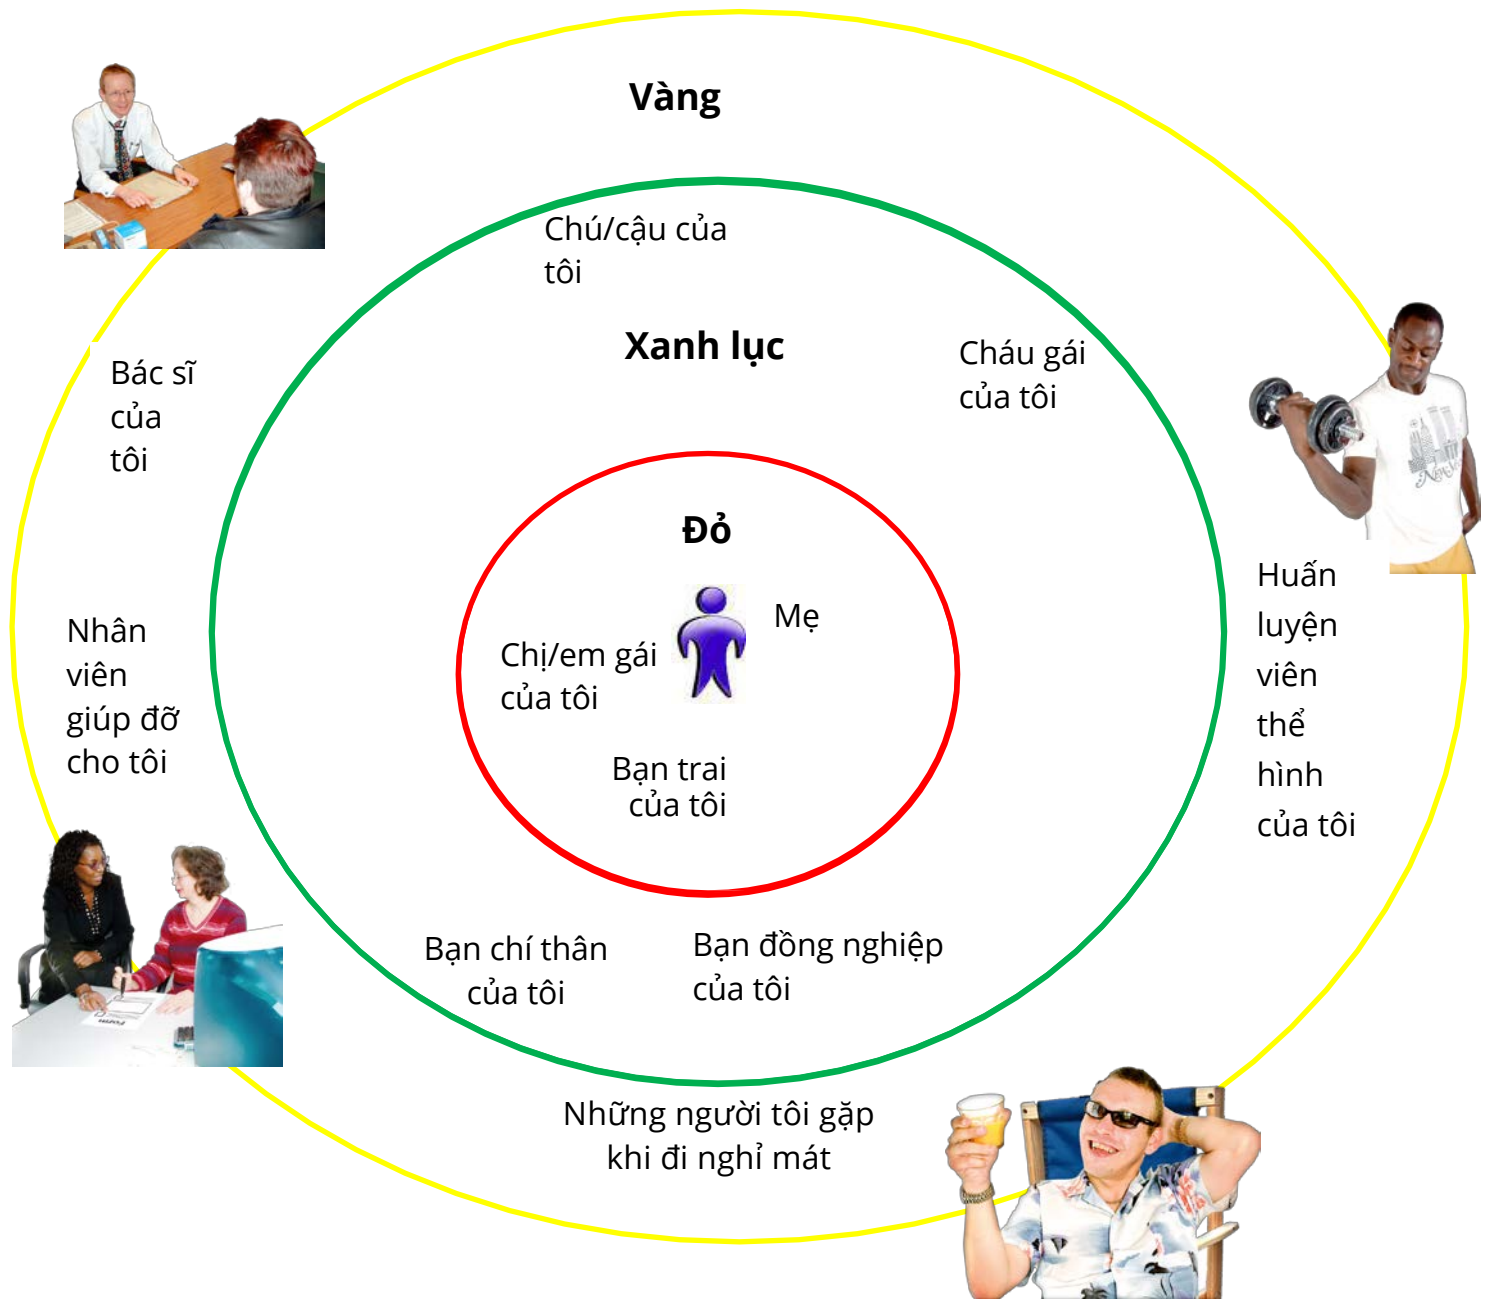 Vàng
Chú/cậu của
tôi
Xanh lục
Cháu gái
của tôi
Bác sĩ
của
tôi
Đỏ
Mẹ
Chị/em gái
của tôi
Bạn trai
của tôi
Nhân
viên
giúp đỡ
cho tôi
Huấn
luyện
viên
thể
hình
của tôi
Bạn chí thân
của tôi
Bạn đồng nghiệp
của tôi
Những người tôi gặp
khi đi nghỉ mát